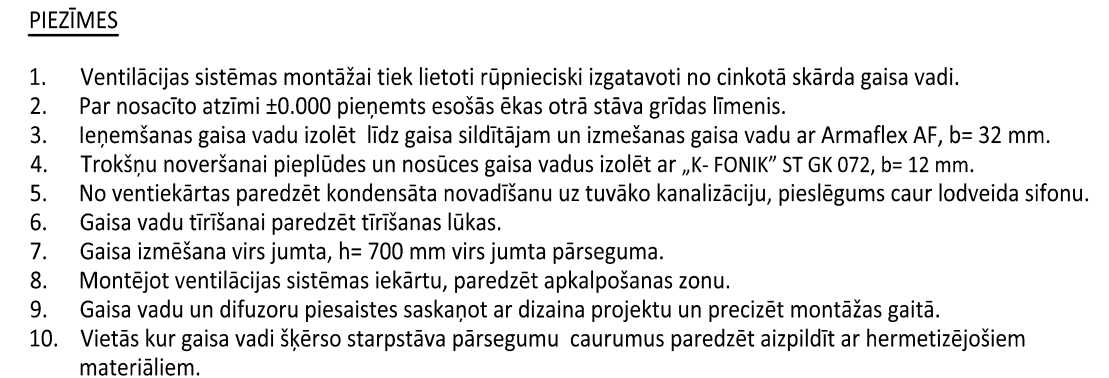 PIEZĪMES
1. Ventilācijas sistēmas montāžai tiek lietoti rūpnieciski izgatavoti no cinkotā skārda gaisa vadi.
2. Par nosacīto atzīmi ±0.000 pieņemts esošās ēkas otrā stāva grīdas līmenis.
3. Ieņemšanas gaisa vadu izolēt līdz gaisa sildītājam un izmešanas gaisa vadu ar Armaflex AF, b= 32 mm.
4. Trokšņu noveršanai pieplūdes un nosūces gaisa vadus izolēt ar „K- FONIK” ST GK 072, b= 12 mm.
5. No ventiekārtas paredzēt kondensāta novadīšanu uz tuvāko kanalizāciju, pieslēgums caur lodveida sifonu.
6. Gaisa vadu tīrīšanai paredzēt tīrīšanas lūkas.
7. Gaisa izmēšana virs jumta, h= 700 mm virs jumta pārseguma.
8. Montējot ventilācijas sistēmas iekārtu, paredzēt apkalpošanas zonu.
9. Gaisa vadu un difuzoru piesaistes saskaņot ar dizaina projektu un precizēt montāžas gaitā.
10. Vietās kur gaisa vadi šķērso starpstāva pārsegumu caurumus paredzēt aizpildīt ar hermetizējošiem
materiāliem.